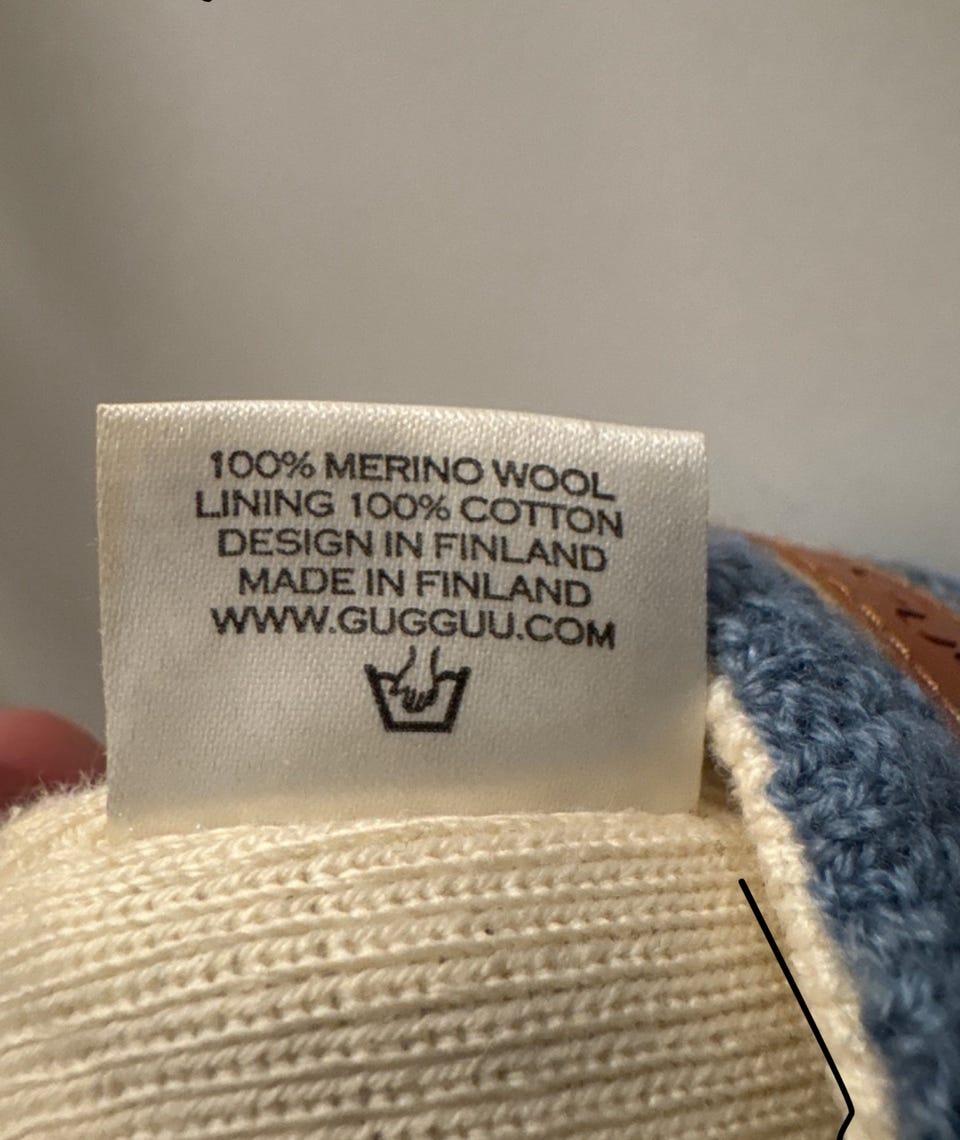 100% MERINO WOOL
LINING 100% COTTON
DESIGN IN FINLAND
MADE IN FINLAND
WWW.GUGGUU.COM